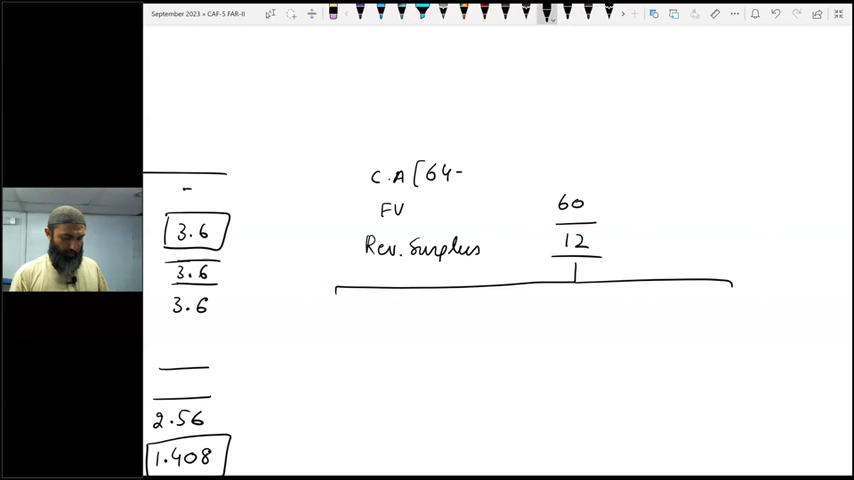 September 2023 » CAF-5 FAR-II
-
3.6
3.6
3.6
2.56
1.408
C.A [64-
FV 60
Rev. Surplus 12